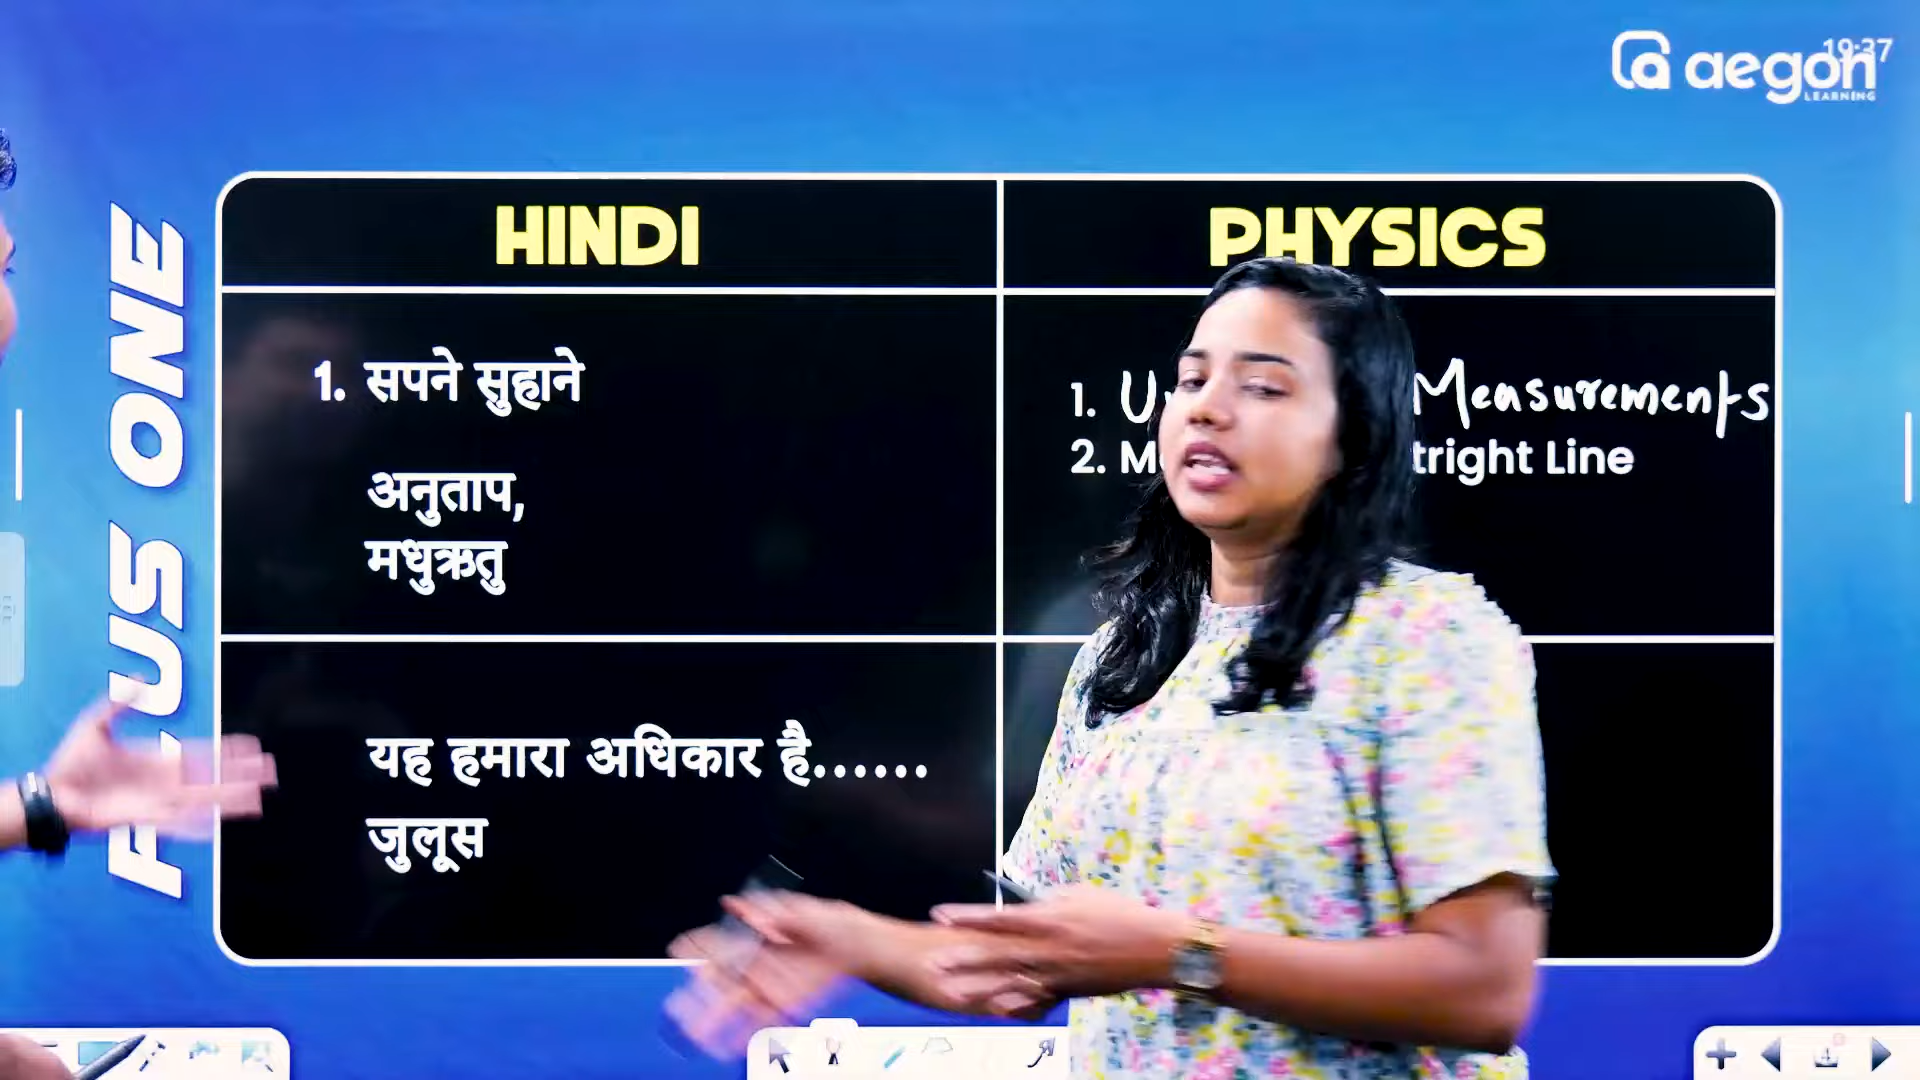 19:37
aegon
LEARNING
HINDI
PHYSICS
ONE
1. सपने सुहाने
अनुताप,
मधुऋतु
1. Measurements
2. tright Line
यह हमारा अधिकार है......
जुलूस